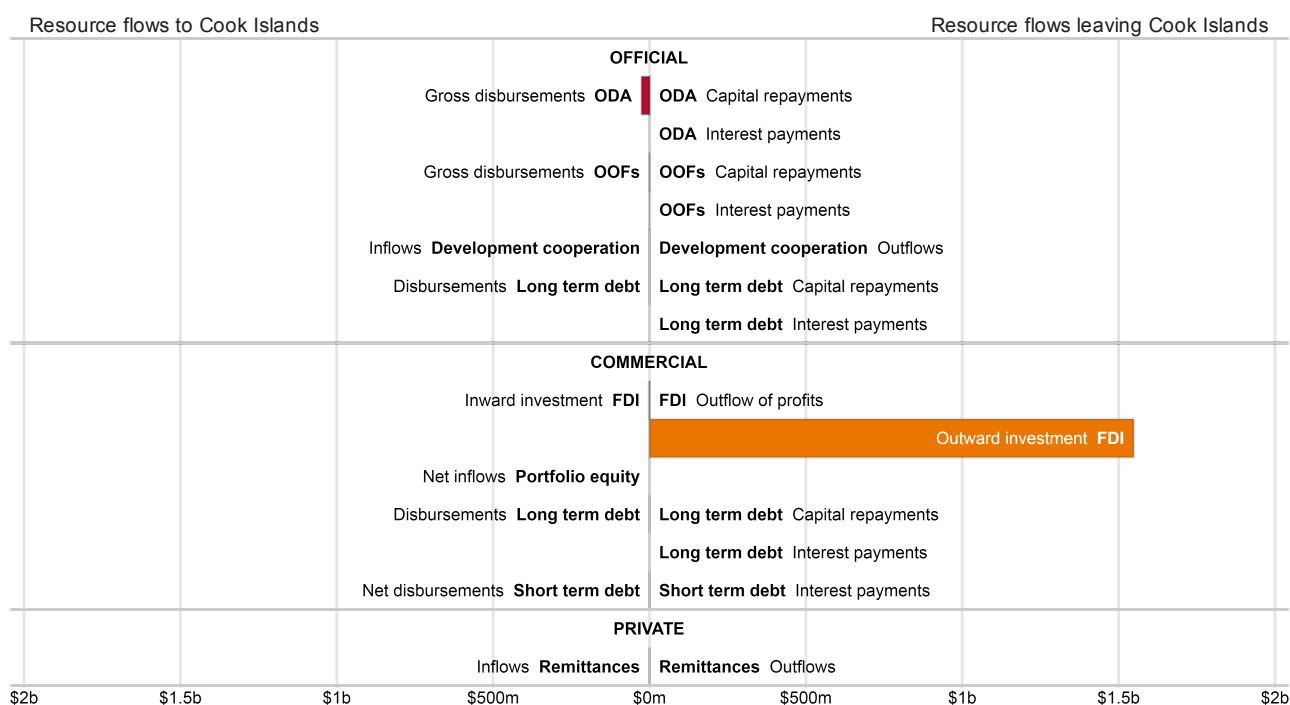 Resource flows to Cook Islands Resource flows leaving Cook Islands
OFFICIAL
Gross disbursements ODA ODA Capital repayments
ODA Interest payments
Gross disbursements OOFs OOFs Capital repayments
OOFs Interest payments
Inflows Development cooperation Development cooperation Outflows
Disbursements Long term debt Long term debt Capital repayments
Long term debt Interest payments
COMMERCIAL
Inward investment FDI FDI Outflow of profits
Outward investment FDI
Net inflows Portfolio equity
Disbursements Long term debt Long term debt Capital repayments
Long term debt Interest payments
Net disbursements Short term debt Short term debt Interest payments
PRIVATE
Inflows Remittances Remittances Outflows
$2b $1.5b $1b $500m $0m $500m $1b $1.5b $2b